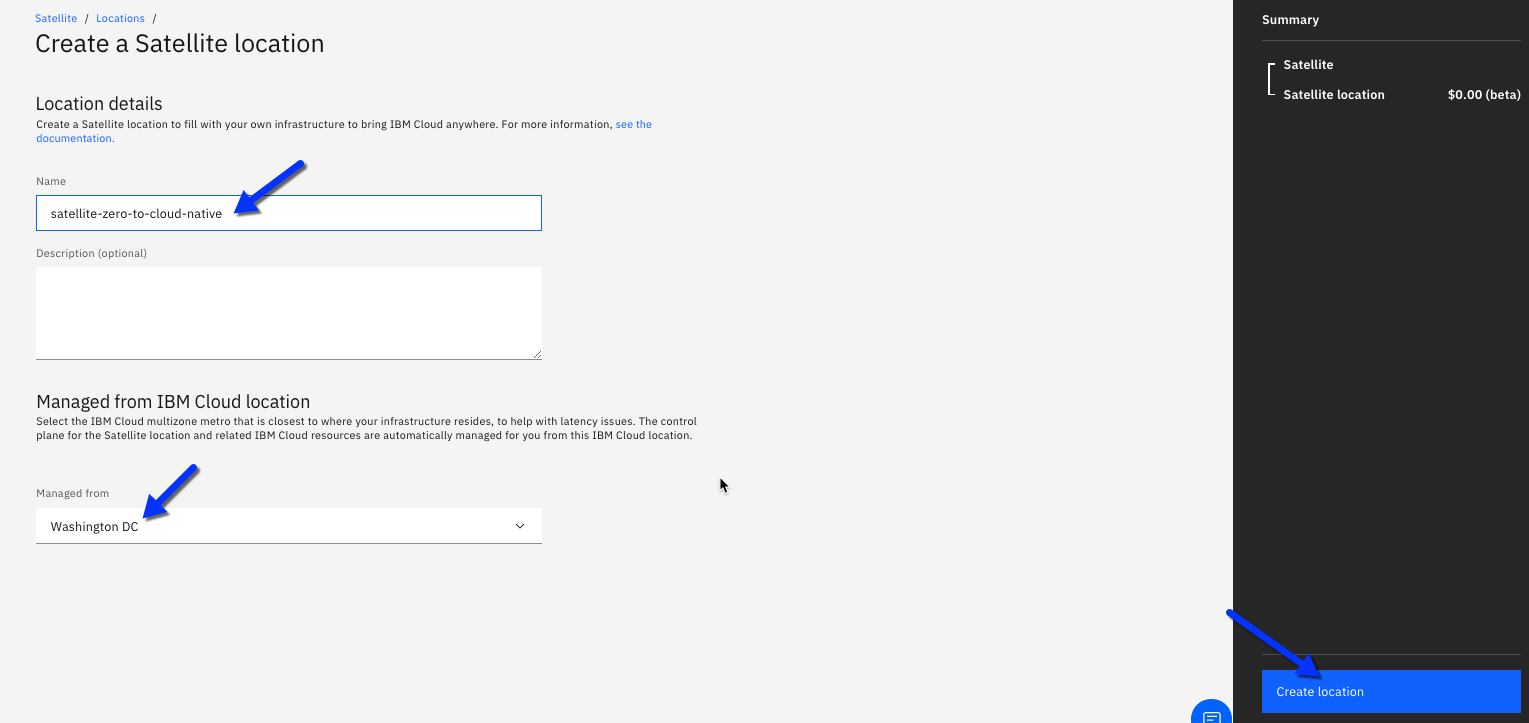 Satellite / Locations /
Create a Satellite location
Location details
Create a Satellite location to fill with your own infrastructure to bring IBM Cloud anywhere. For more information, see the
documentation.
Name
satellite-zero-to-cloud-native
Description (optional)
Managed from IBM Cloud location
Select the IBM Cloud multizone metro that is closest to where your infrastructure resides, to help with latency issues. The control
plane for the Satellite location and related IBM Cloud resources are automatically managed for you from this IBM Cloud location.
Managed from
Washington DC
Summary
Satellite
Satellite location $0.00 (beta)
Create location